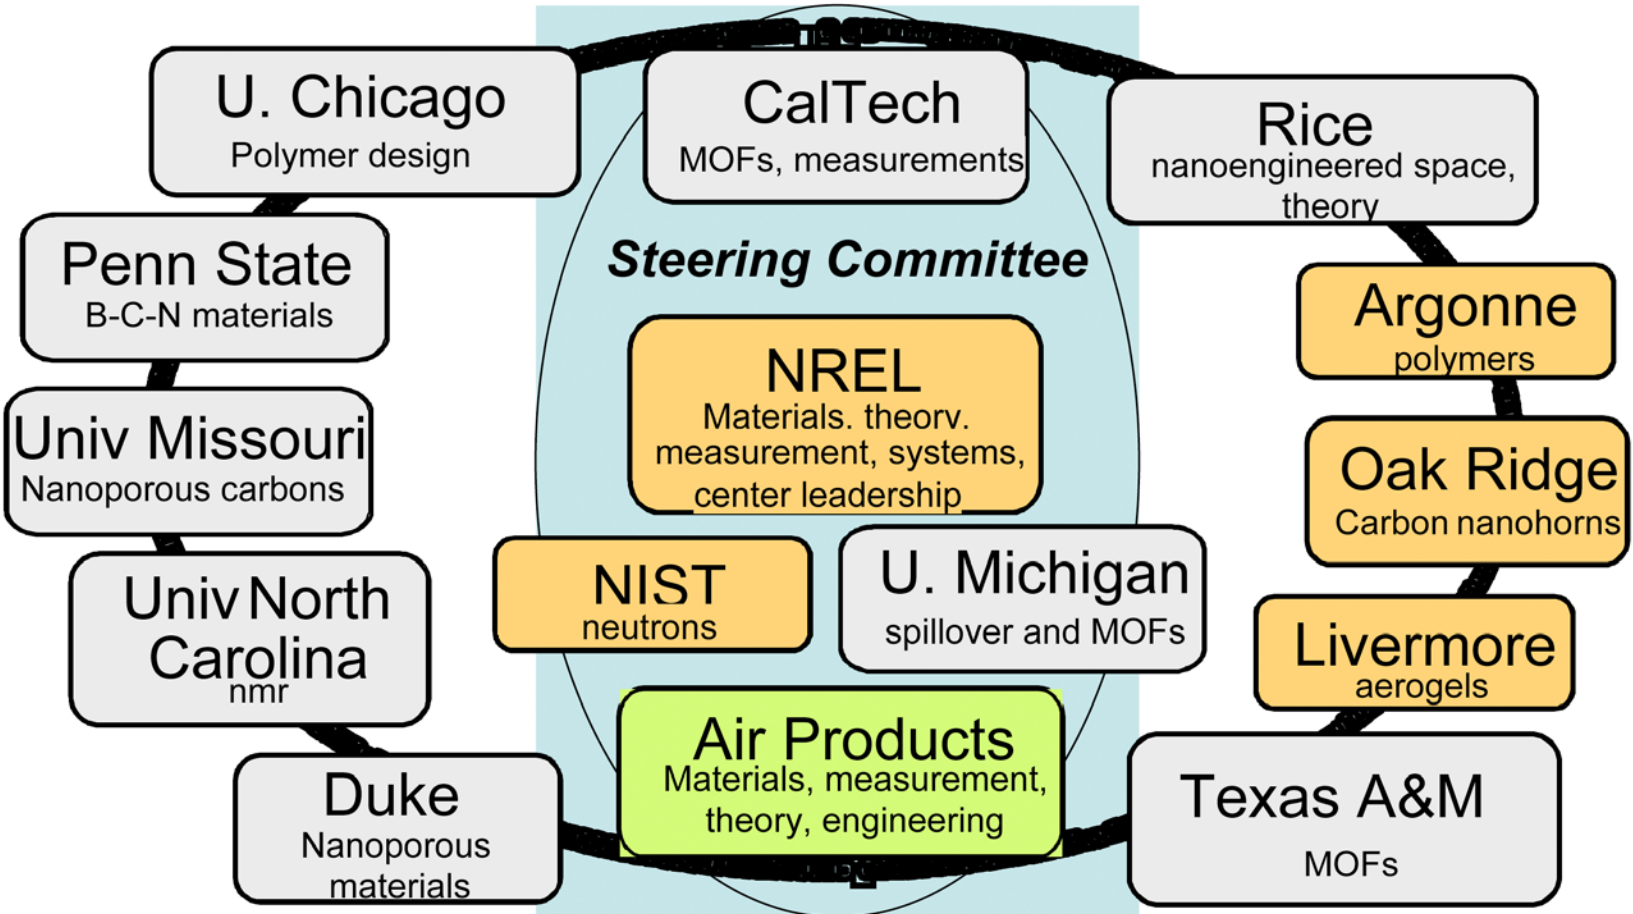 U. Chicago
Polymer design
CalTech
MOFs, measurements
Rice
nanoengineered space,
theory
Penn State
B-C-N materials
Steering Committee
Argonne
polymers
NREL
Materials. theorv.
measurement, systems,
center leadership
Univ Missouri
Nanoporous carbons
Oak Ridge
Carbon nanohorns
NIST
neutrons
U. Michigan
spillover and MOFs
Univ North
Carolina
nmr
Livermore
aerogels
Air Products
Materials, measurement,
theory, engineering
Duke
Nanoporous
materials
Texas A&M
MOFs